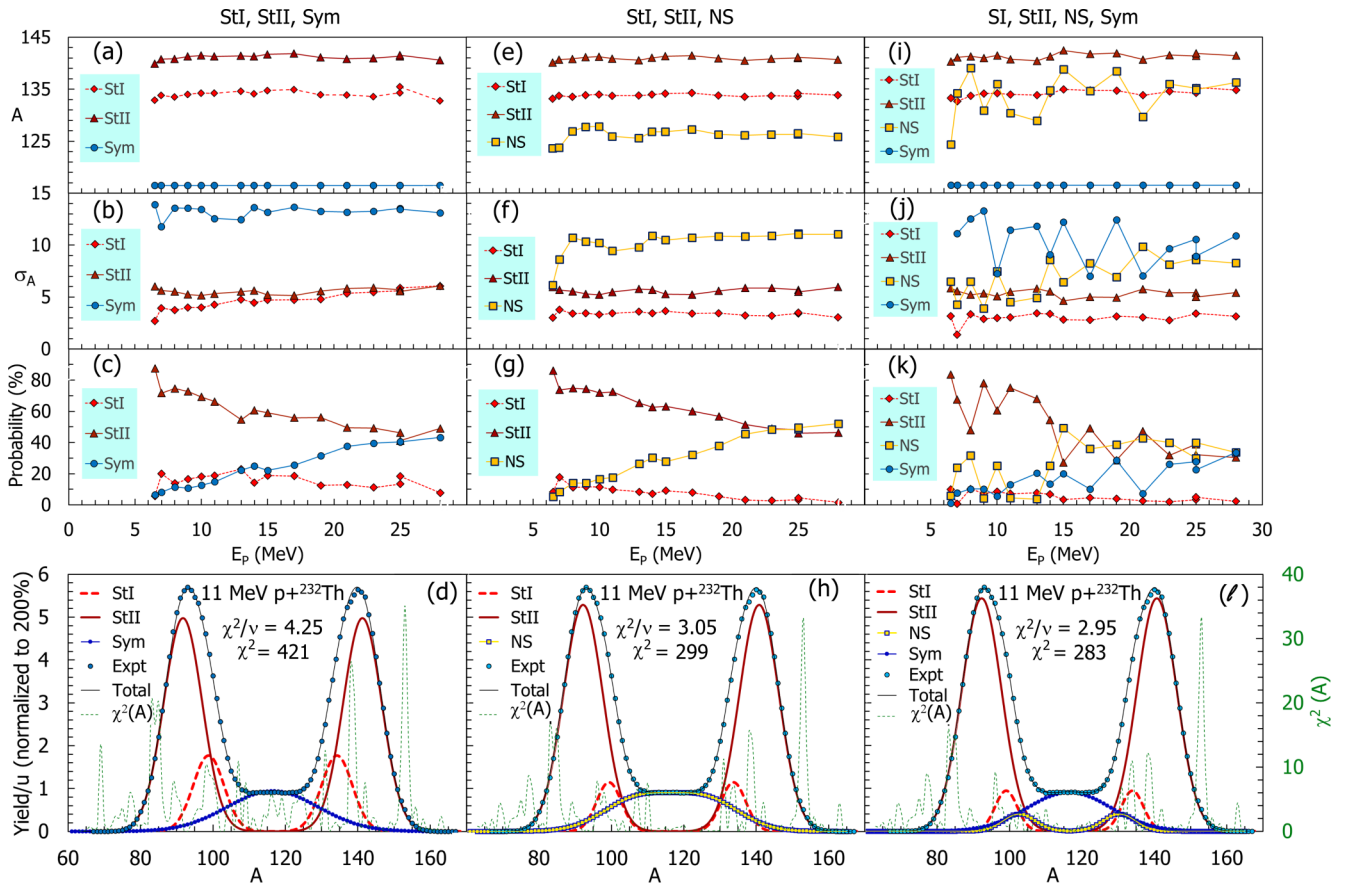 StI, StII, Sym
StI, StII, NS
SI, StII, NS, Sym
145
135
A
125
15
(a)
StI
StII
Sym
(e)
StI
StII
NS
(i)
StI
StII
NS
Sym
10
σA
5
0
(b)
StI
StII
Sym
(f)
StI
StII
NS
(j)
StI
StII
NS
Sym
Probability (%)
80
60
40
20
0
(c)
StI
StII
Sym
(g)
StI
StII
NS
(k)
StI
StII
NS
Sym
0 5 10 15 20 25
5 10 15 20 25
5 10 15 20 25 30
EP (MeV)
EP (MeV)
EP (MeV)
Yield/u (normalized to 200%)
6
5
4
3
2
1
0
StI
StII
Sym
Expt
Total
χ²(A)
11 MeV p+²³²Th
χ²/ν = 4.25
χ² = 421
(d)
StI
StII
NS
Expt
Total
χ²(A)
11 MeV p+²³²Th
χ²/ν = 3.05
χ² = 299
(h)
StI
StII
NS
Sym
Expt
Total
χ²(A)
11 MeV p+²³²Th
χ²/ν = 2.95
χ² = 283
(ℓ)
40
30
20
10
0
χ² (A)
60 80 100 120 140 160
80 100 120 140 160
80 100 120 140 160
A
A
A